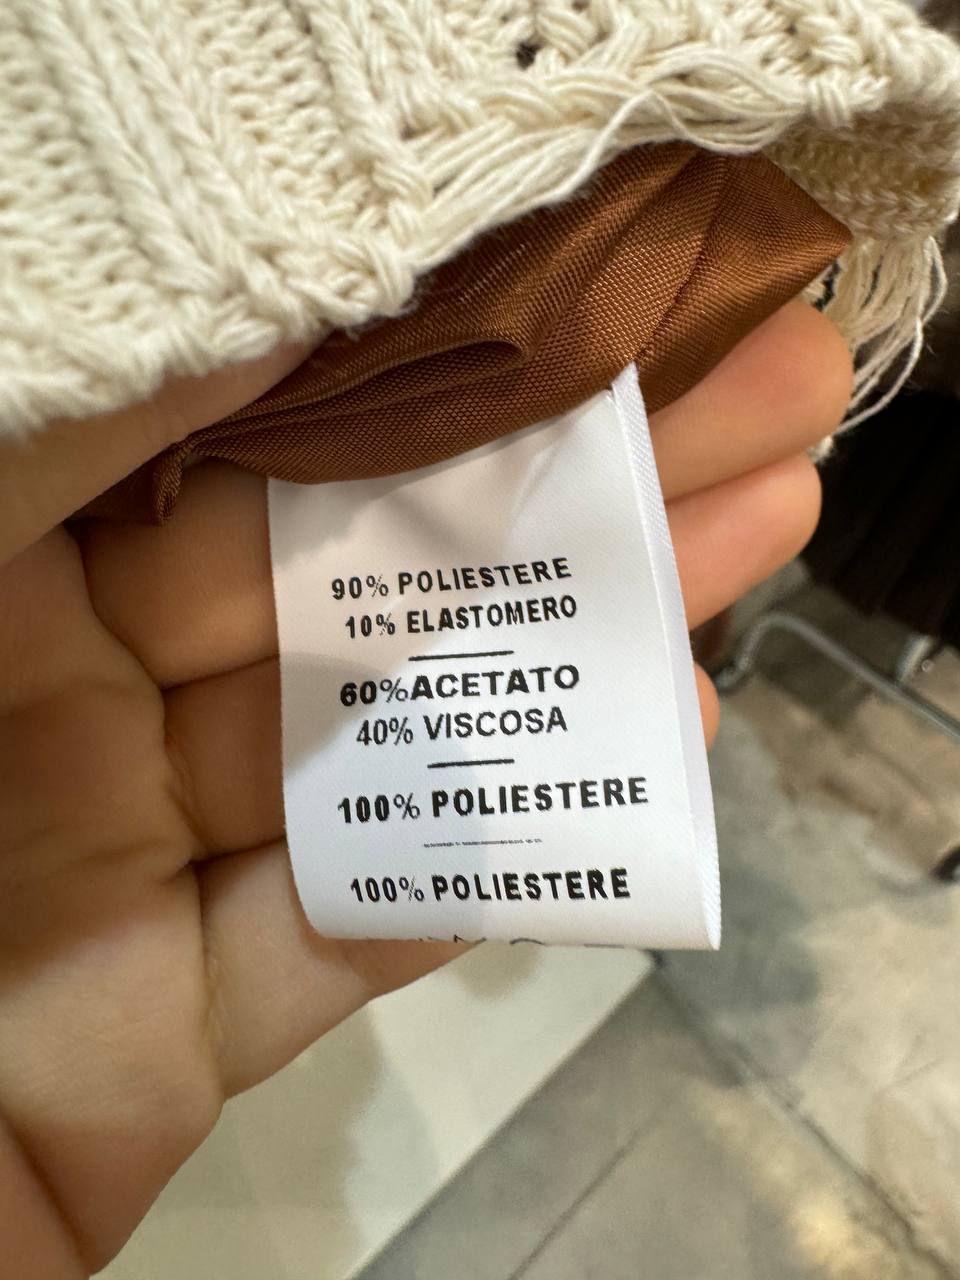 90% POLIESTERE
10% ELASTOMERO
60%ACETATO
40% VISCOSA
100% POLIESTERE
100% POLIESTERE